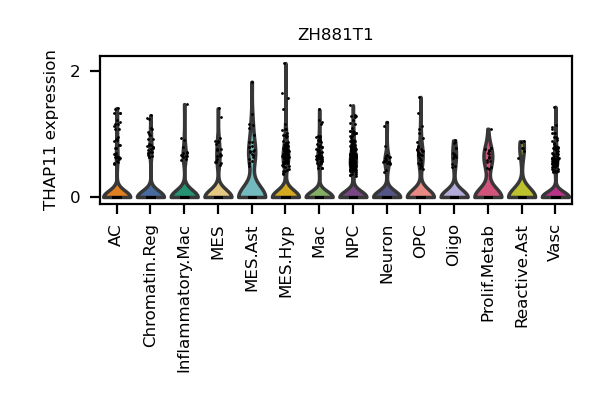 ZH881T1
THAP11 expression
2
0
AC
Chromatin.Reg
Inflammatory.Mac
MES
MES.Ast
MES.Hyp
Mac
NPC
Neuron
OPC
Oligo
Prolif.Metab
Reactive.Ast
Vasc